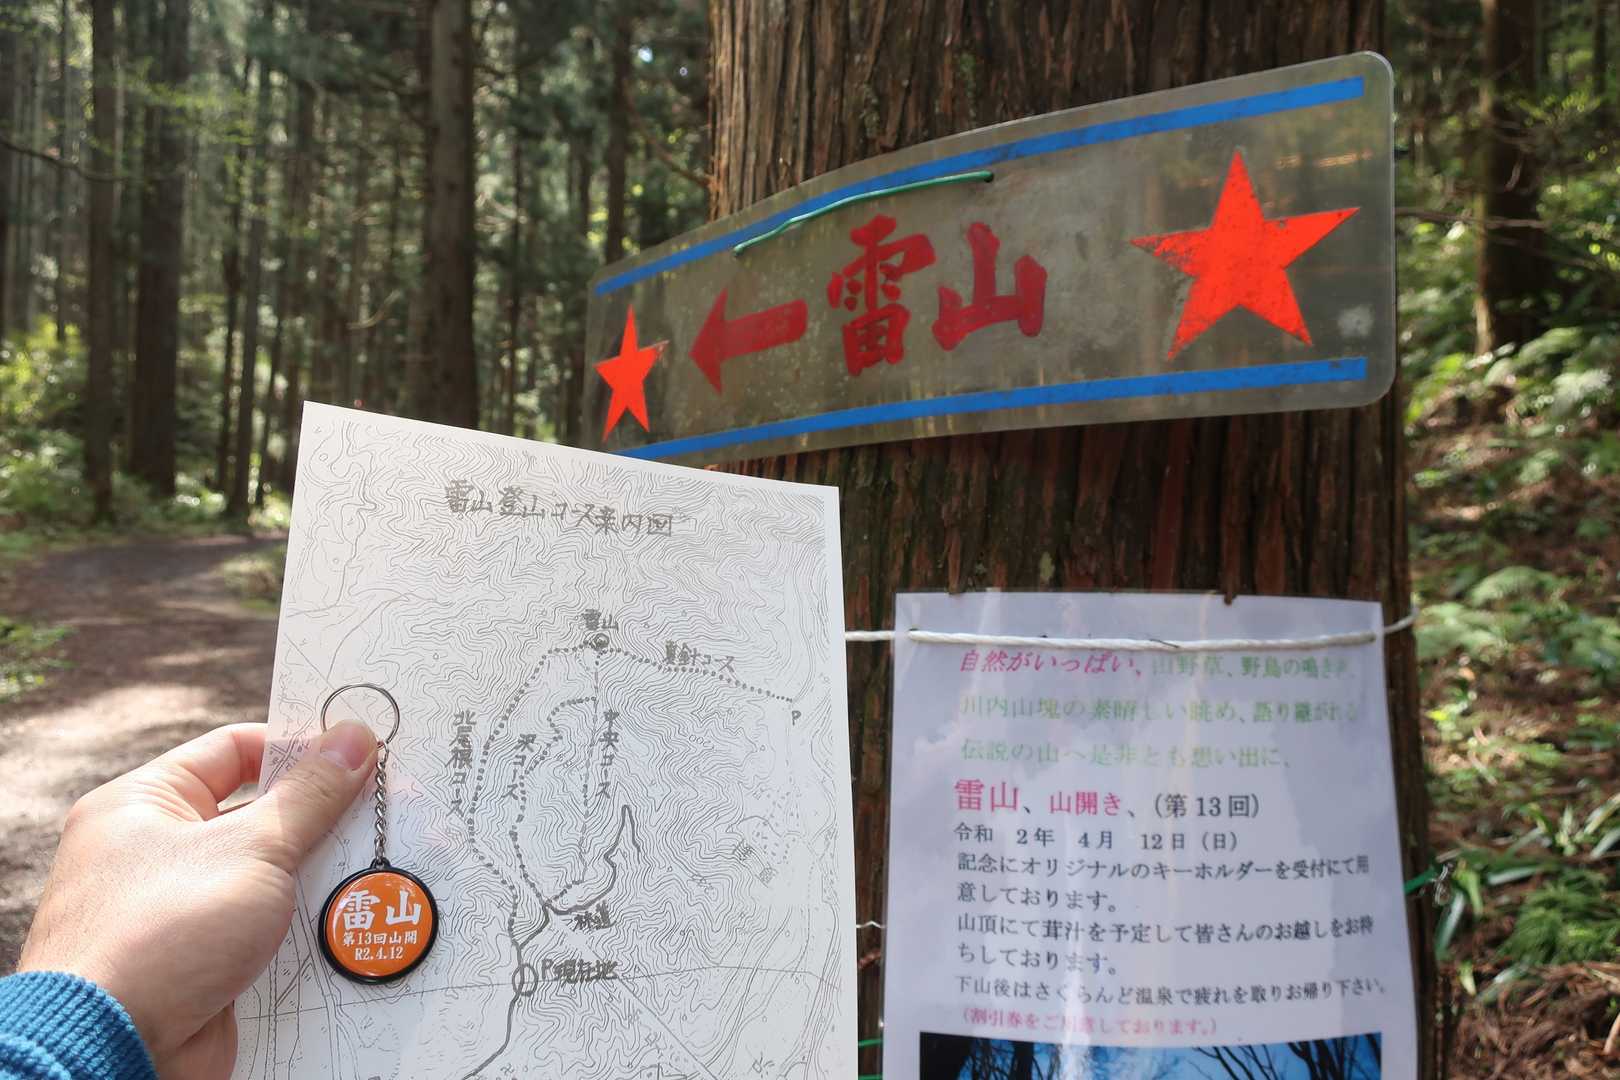 ←雷山
雷山登山コース案内図
雷山
夏針コース
P
北尾根コース
沢コース
中央コース
林道
P現在地
雷山
第13回山開
R2.4.12
自然がいっぱい、山野草、野鳥の鳴き声、
川内山塊の素晴しい眺め、語り継がれる
伝説の山へ是非とも想い出に、
雷山、山開き、（第13回）
令和 2年 4月 12日（日）
記念にオリジナルのキーホルダーを受付にて用
意しております。
山頂にて茸汁を予定して皆さんのお越しをお待
ちしております。
下山後はさくらんど温泉で疲れを取りお帰り下さい。
（割引券をご用意しております。）